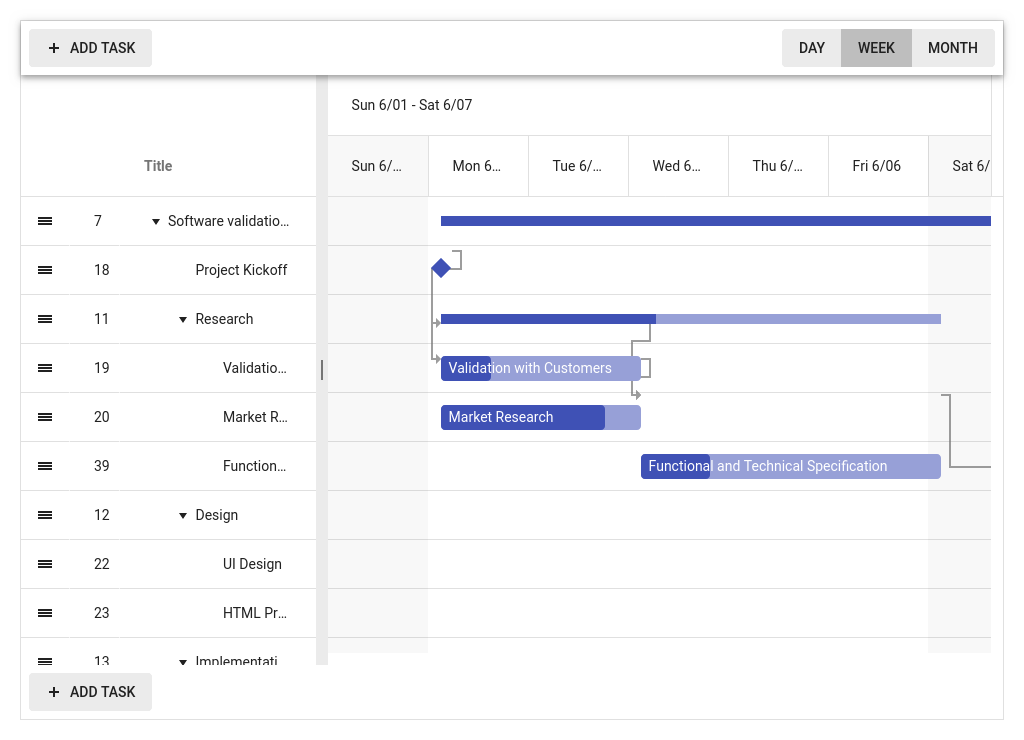 ADD TASK
DAY WEEK MONTH
Sun 6/01 - Sat 6/07
Title
Sun 6/... Mon 6... Tue 6/... Wed 6... Thu 6/... Fri 6/06 Sat 6/
7 Software validatio...
18 Project Kickoff
11 Research
19 Validatio... Validation with Customers
20 Market R... Market Research
39 Function... Functional and Technical Specification
12 Design
22 UI Design
23 HTML Pr...
13 Implementati
ADD TASK